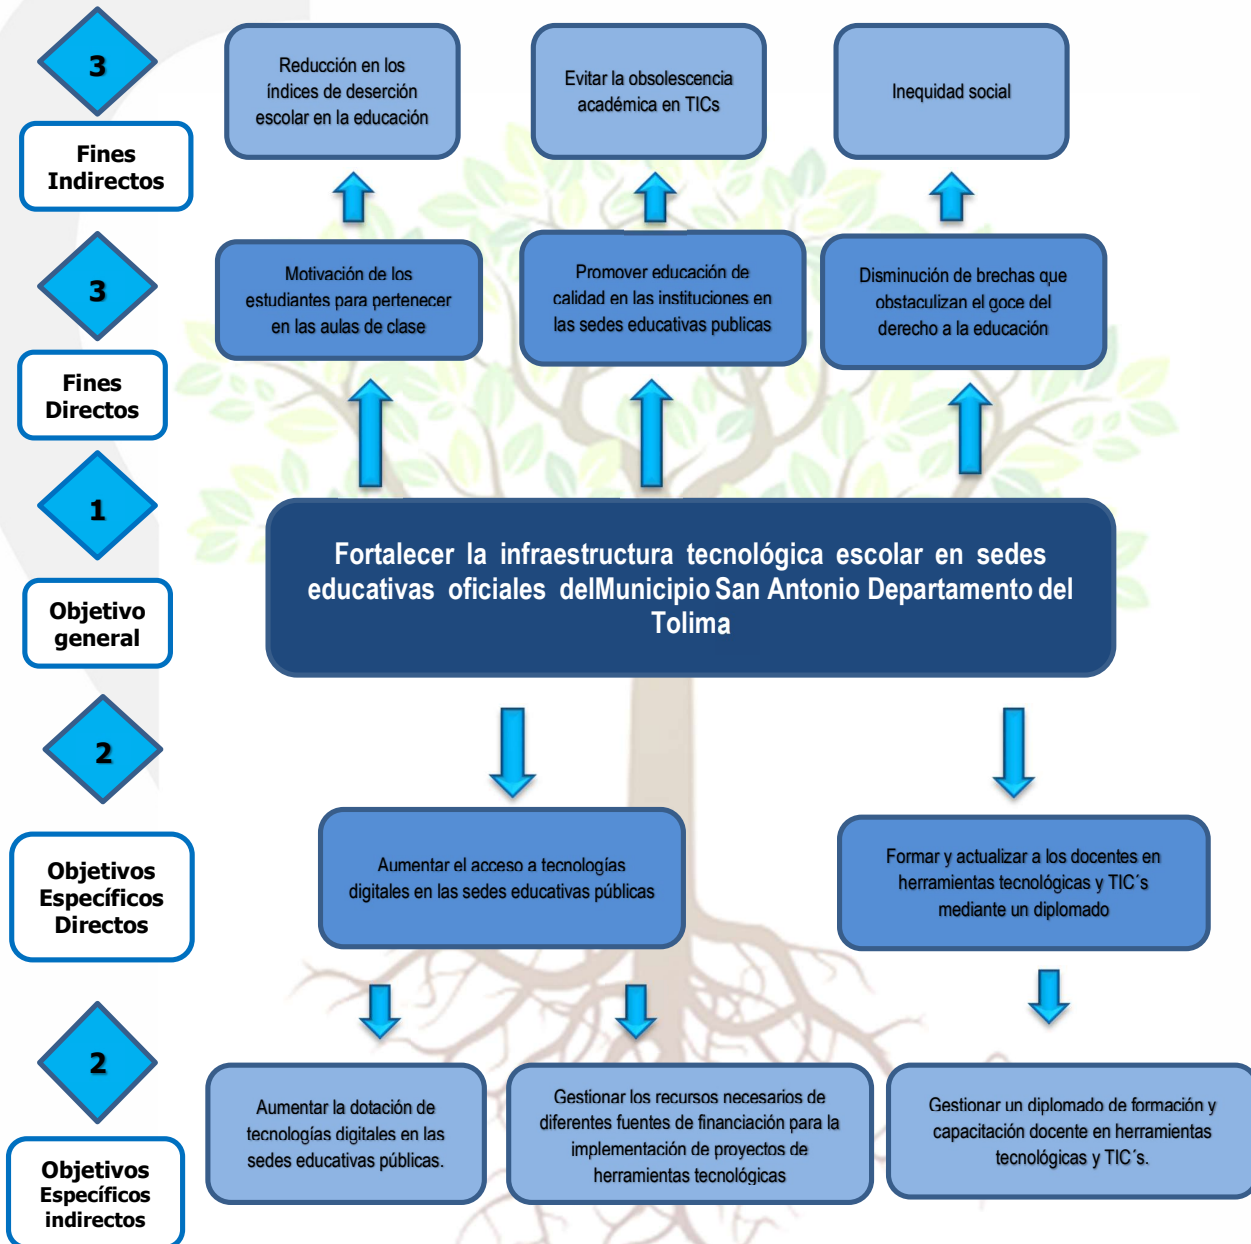 3
Fines
Indirectos
Reducción en los
índices de deserción
escolar en la educación
Evitar la obsolescencia
académica en TICs
Inequidad social
3
Fines
Directos
Motivación de los
estudiantes para pertenecer
en las aulas de clase
Promover educación de
calidad en las instituciones en
las sedes educativas publicas
Disminución de brechas que
obstaculizan el goce del
derecho a la educación
1
Objetivo
general
Fortalecer la infraestructura tecnológica escolar en sedes
educativas oficiales delMunicipio San Antonio Departamento del
Tolima
2
Objetivos
Específicos
Directos
Aumentar el acceso a tecnologías
digitales en las sedes educativas públicas
Formar y actualizar a los docentes en
herramientas tecnológicas y TIC´s
mediante un diplomado
2
Objetivos
Específicos
indirectos
Aumentar la dotación de
tecnologías digitales en las
sedes educativas públicas.
Gestionar los recursos necesarios de
diferentes fuentes de financiación para la
implementación de proyectos de
herramientas tecnológicas
Gestionar un diplomado de formación y
capacitación docente en herramientas
tecnológicas y TIC´s.